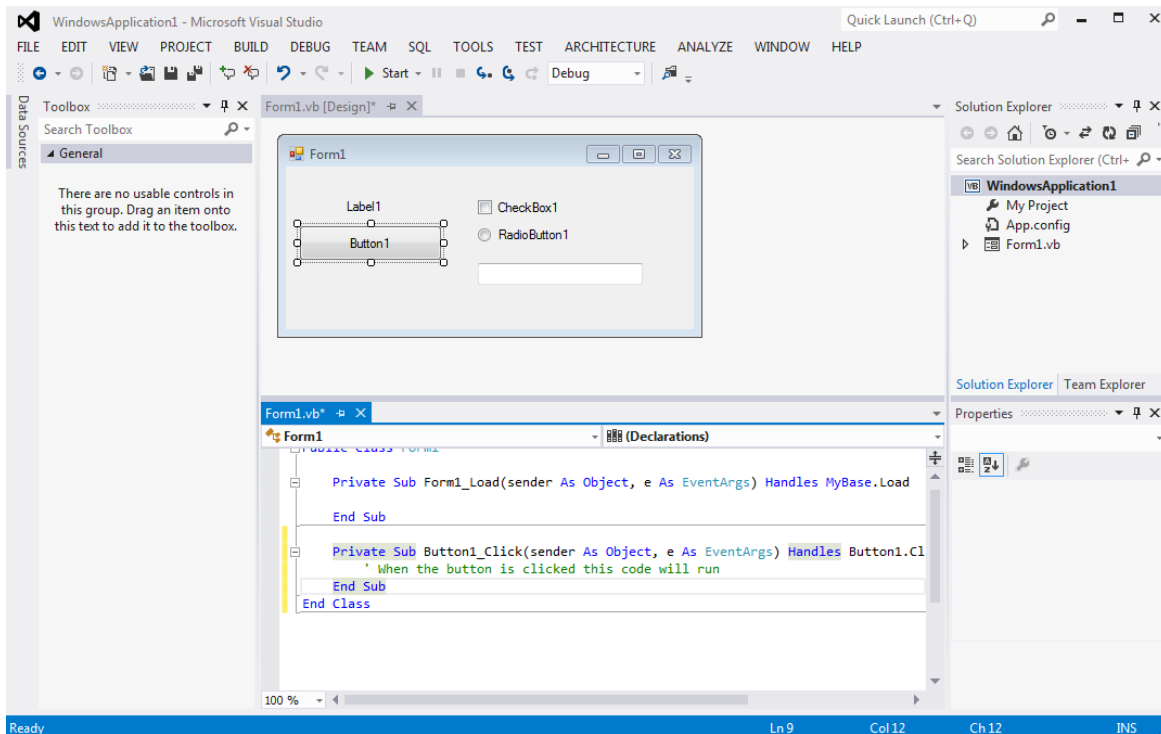 WindowsApplication1 - Microsoft Visual Studio
Quick Launch (Ctrl+Q)
FILE EDIT VIEW PROJECT BUILD DEBUG TEAM SQL TOOLS TEST ARCHITECTURE ANALYZE WINDOW HELP
Start
Debug
Data Sources
Toolbox
Search Toolbox
General
There are no usable controls in
this group. Drag an item onto
this text to add it to the toolbox.
Form1.vb [Design]*
Form1
Label1
Button1
CheckBox1
RadioButton1
Form1.vb*
Form1
(Declarations)
Public Class Form1
Private Sub Form1_Load(sender As Object, e As EventArgs) Handles MyBase.Load
End Sub
Private Sub Button1_Click(sender As Object, e As EventArgs) Handles Button1.Cl
' When the button is clicked this code will run
End Sub
End Class
100 %
Solution Explorer
Search Solution Explorer (Ctrl+
VB WindowsApplication1
My Project
App.config
Form1.vb
Solution Explorer Team Explorer
Properties
Ready
Ln 9 Col 12 Ch 12 INS